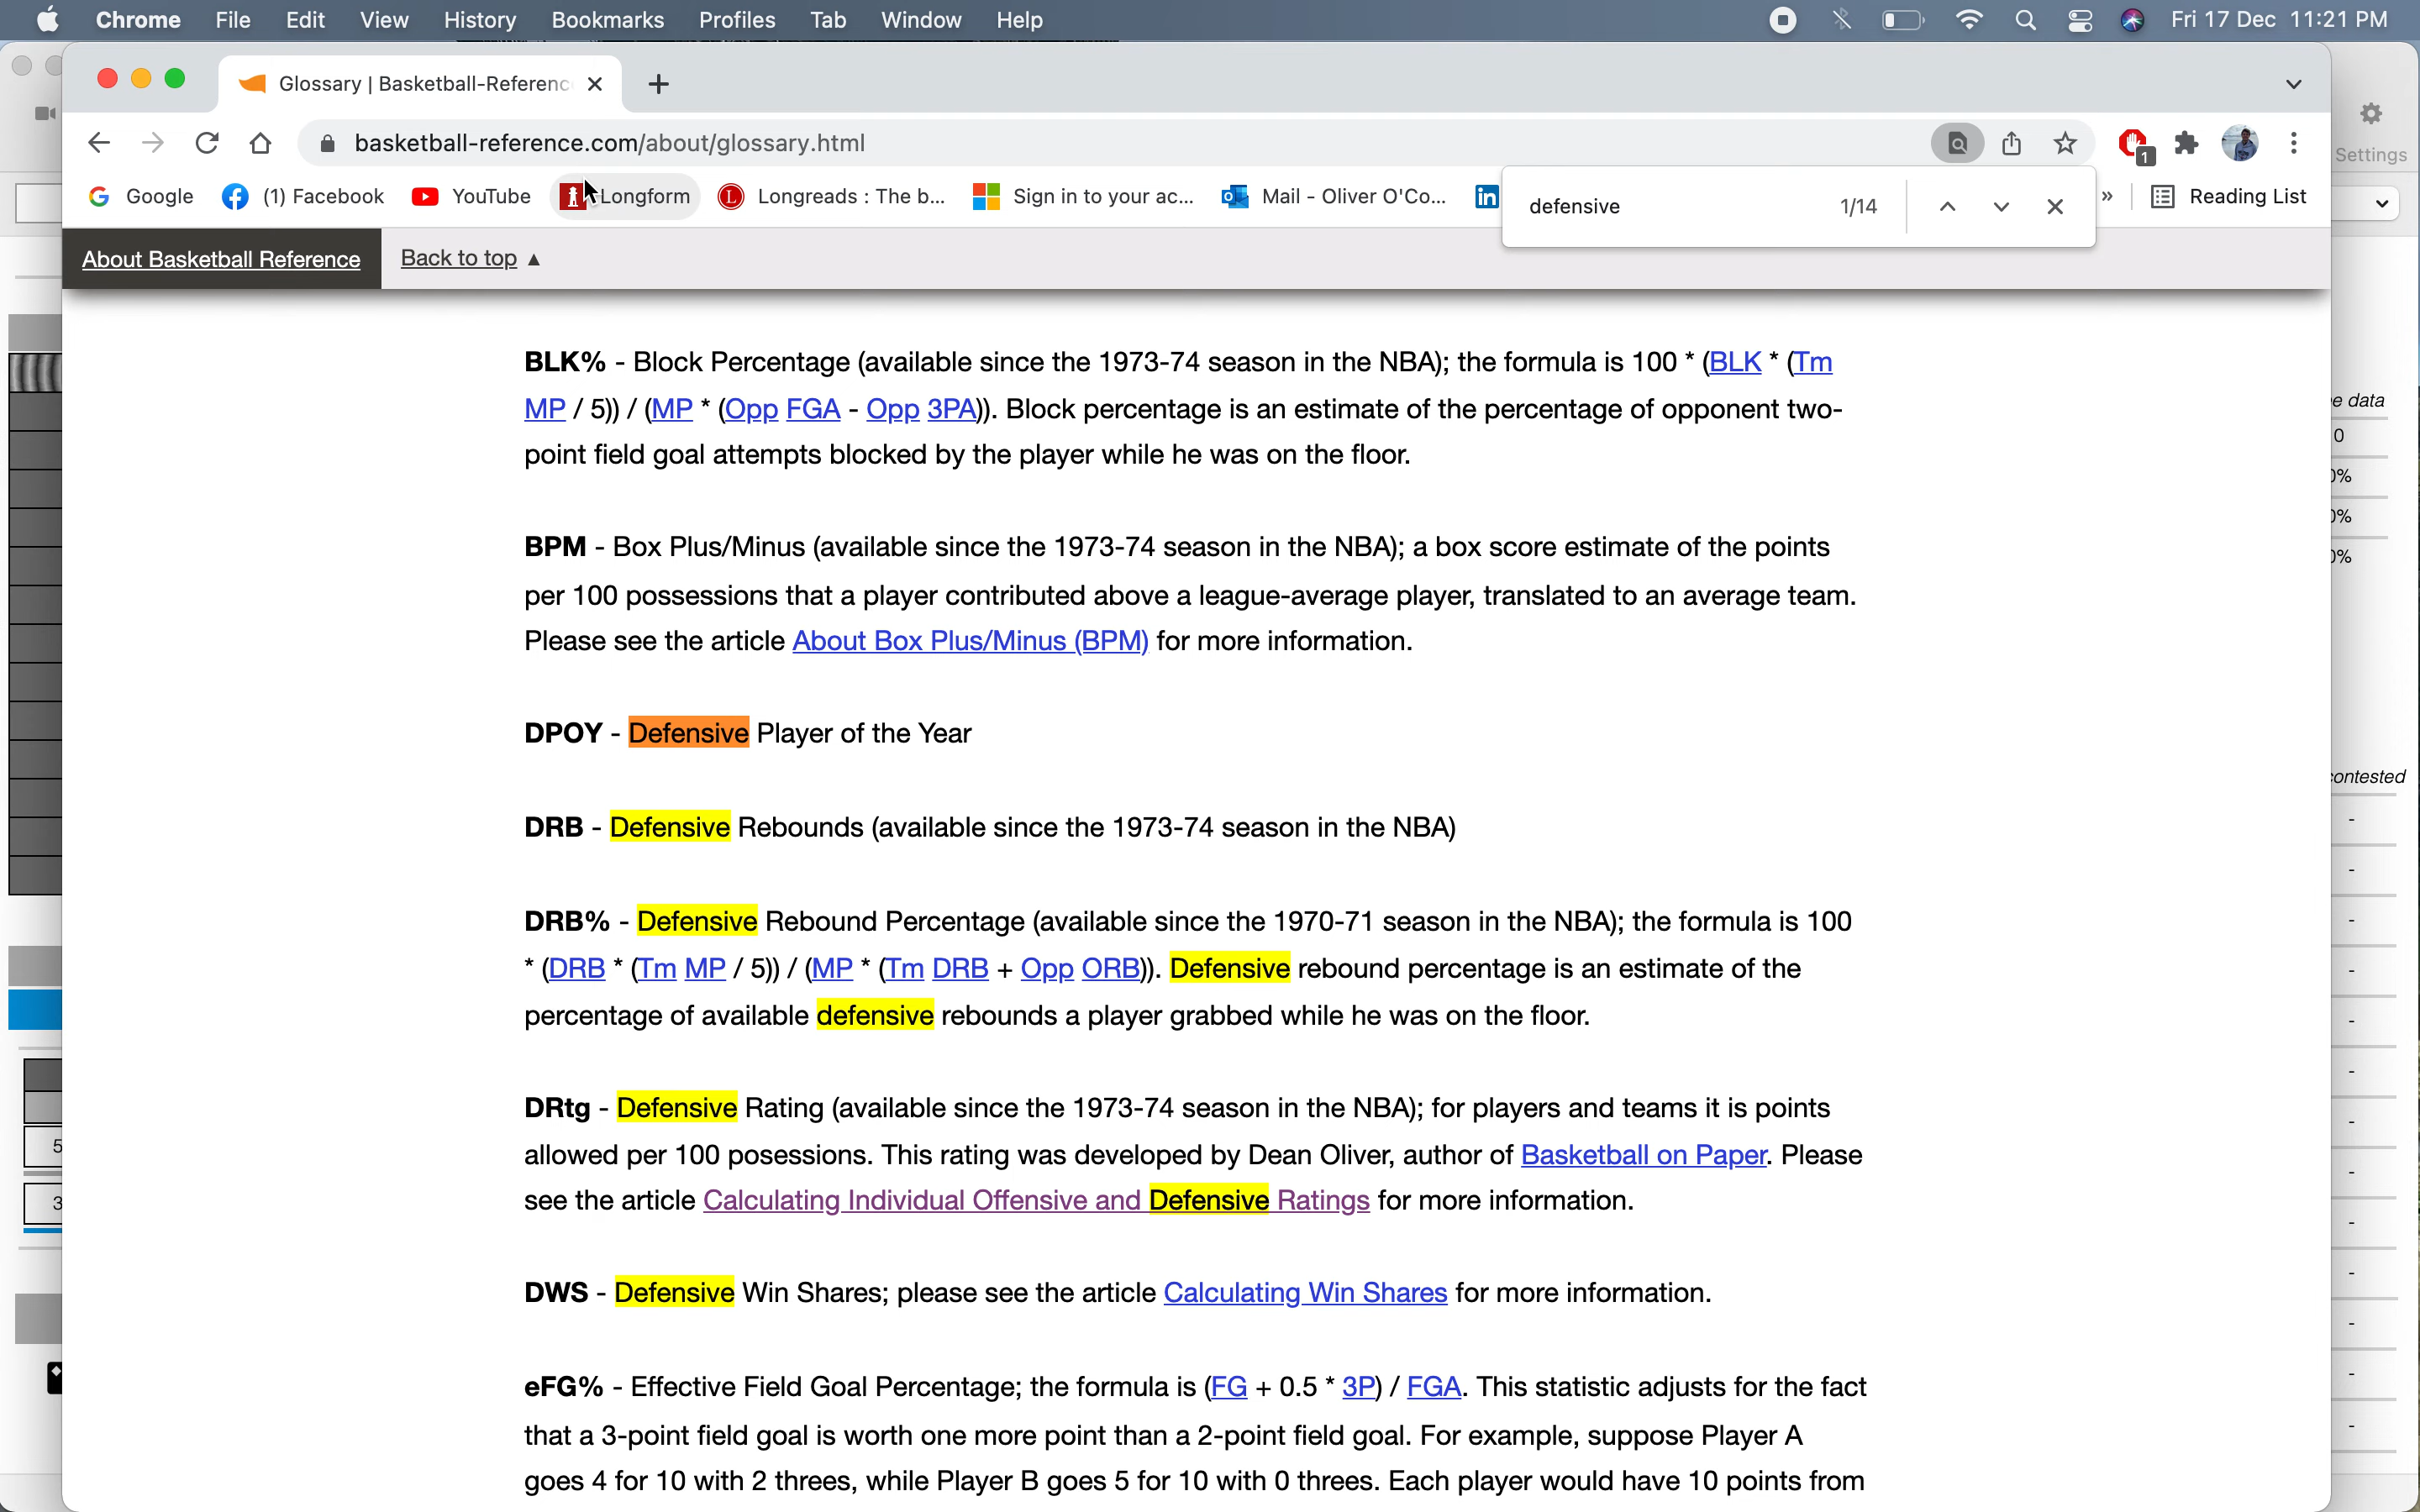 Chrome File Edit View History Bookmarks Profiles Tab Window Help Fri 17 Dec 11:21 PM
Glossary | Basketball-Referenc
basketball-reference.com/about/glossary.html
1
Settings
Google (1) Facebook YouTube Longform Longreads : The b... Sign in to your ac... Mail - Oliver O'Co... in » Reading List
defensive 1/14
About Basketball Reference Back to top ▲
BLK% - Block Percentage (available since the 1973-74 season in the NBA); the formula is 100 * (BLK * (Tm
MP / 5)) / (MP * (Opp FGA - Opp 3PA)). Block percentage is an estimate of the percentage of opponent two-
point field goal attempts blocked by the player while he was on the floor.
BPM - Box Plus/Minus (available since the 1973-74 season in the NBA); a box score estimate of the points
per 100 possessions that a player contributed above a league-average player, translated to an average team.
Please see the article About Box Plus/Minus (BPM) for more information.
DPOY - Defensive Player of the Year
DRB - Defensive Rebounds (available since the 1973-74 season in the NBA)
DRB% - Defensive Rebound Percentage (available since the 1970-71 season in the NBA); the formula is 100
* (DRB * (Tm MP / 5)) / (MP * (Tm DRB + Opp ORB)). Defensive rebound percentage is an estimate of the
percentage of available defensive rebounds a player grabbed while he was on the floor.
DRtg - Defensive Rating (available since the 1973-74 season in the NBA); for players and teams it is points
allowed per 100 posessions. This rating was developed by Dean Oliver, author of Basketball on Paper. Please
see the article Calculating Individual Offensive and Defensive Ratings for more information.
DWS - Defensive Win Shares; please see the article Calculating Win Shares for more information.
eFG% - Effective Field Goal Percentage; the formula is (FG + 0.5 * 3P) / FGA. This statistic adjusts for the fact
that a 3-point field goal is worth one more point than a 2-point field goal. For example, suppose Player A
goes 4 for 10 with 2 threes, while Player B goes 5 for 10 with 0 threes. Each player would have 10 points from
5
3
e data
0
0%
0%
0%
contested